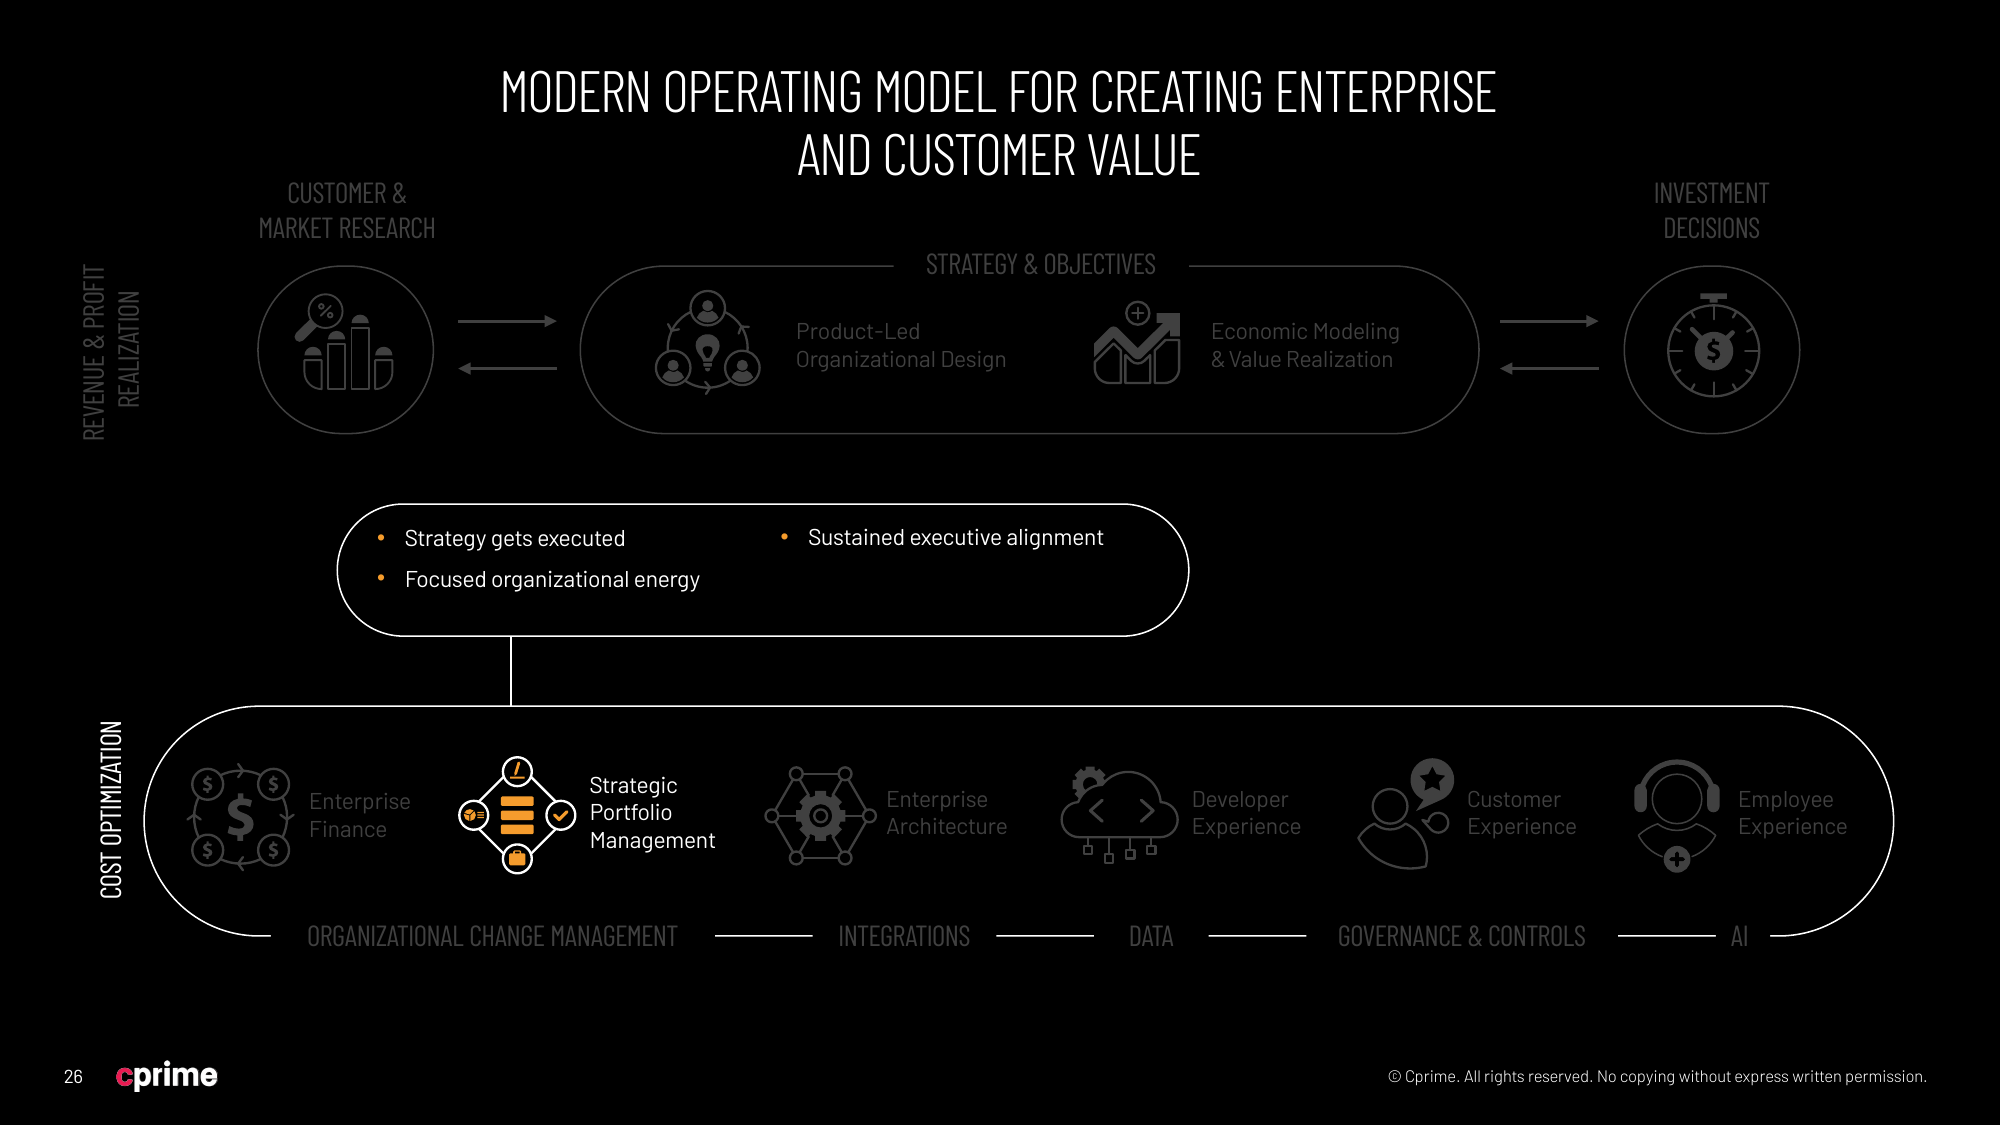 MODERN OPERATING MODEL FOR CREATING ENTERPRISE
AND CUSTOMER VALUE
CUSTOMER &
MARKET RESEARCH
INVESTMENT
DECISIONS
STRATEGY & OBJECTIVES
REVENUE & PROFIT
REALIZATION
%
Product-Led
Organizational Design
Economic Modeling
& Value Realization
$
• Strategy gets executed
• Focused organizational energy
• Sustained executive alignment
COST OPTIMIZATION
$ $
$
$ $
Enterprise
Finance
Strategic
Portfolio
Management
Enterprise
Architecture
Developer
Experience
Customer
Experience
Employee
Experience
ORGANIZATIONAL CHANGE MANAGEMENT
INTEGRATIONS
DATA
GOVERNANCE & CONTROLS
AI
26
cprime
© Cprime. All rights reserved. No copying without express written permission.